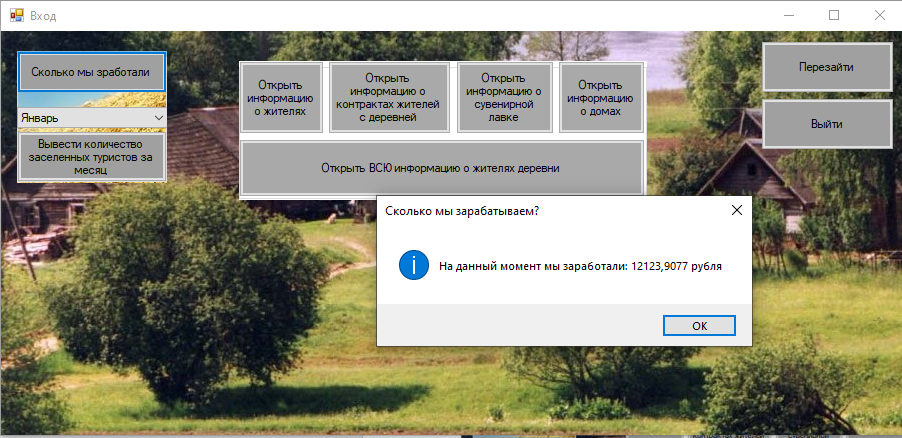 Вход
Сколько мы зработали
Январь
Вывести количество
заселенных туристов за
месяц
Открыть
информацию
о жителях
Открыть
информацию о
контрактах жителей
с деревней
Открыть
информацию о
сувенирной
лавке
Открыть
информацию
о домах
Открыть ВСЮ информацию о жителях деревни
Перезайти
Выйти
Сколько мы зарабатываем?
На данный момент мы заработали: 12123,9077 рубля
ОК